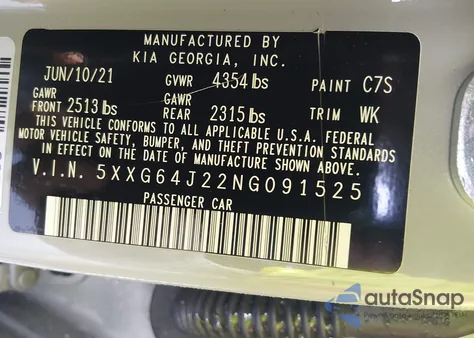 MANUFACTURED BY
KIA GEORGIA, INC.
JUN/10/21 GVWR 4354 lbs PAINT C7S
GAWR FRONT 2513 lbs GAWR REAR 2315 lbs TRIM WK
THIS VEHICLE CONFORMS TO ALL APPLICABLE U.S.A. FEDERAL
MOTOR VEHICLE SAFETY, BUMPER, AND THEFT PREVENTION STANDARDS
IN EFFECT ON THE DATE OF MANUFACTURE SHOWN ABOVE.
V.I.N. 5XXG64J22NG091525
PASSENGER CAR
autoSnap